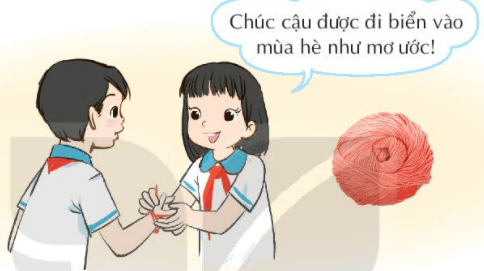 Chúc cậu được đi biển vào
mùa hè như mơ ước!